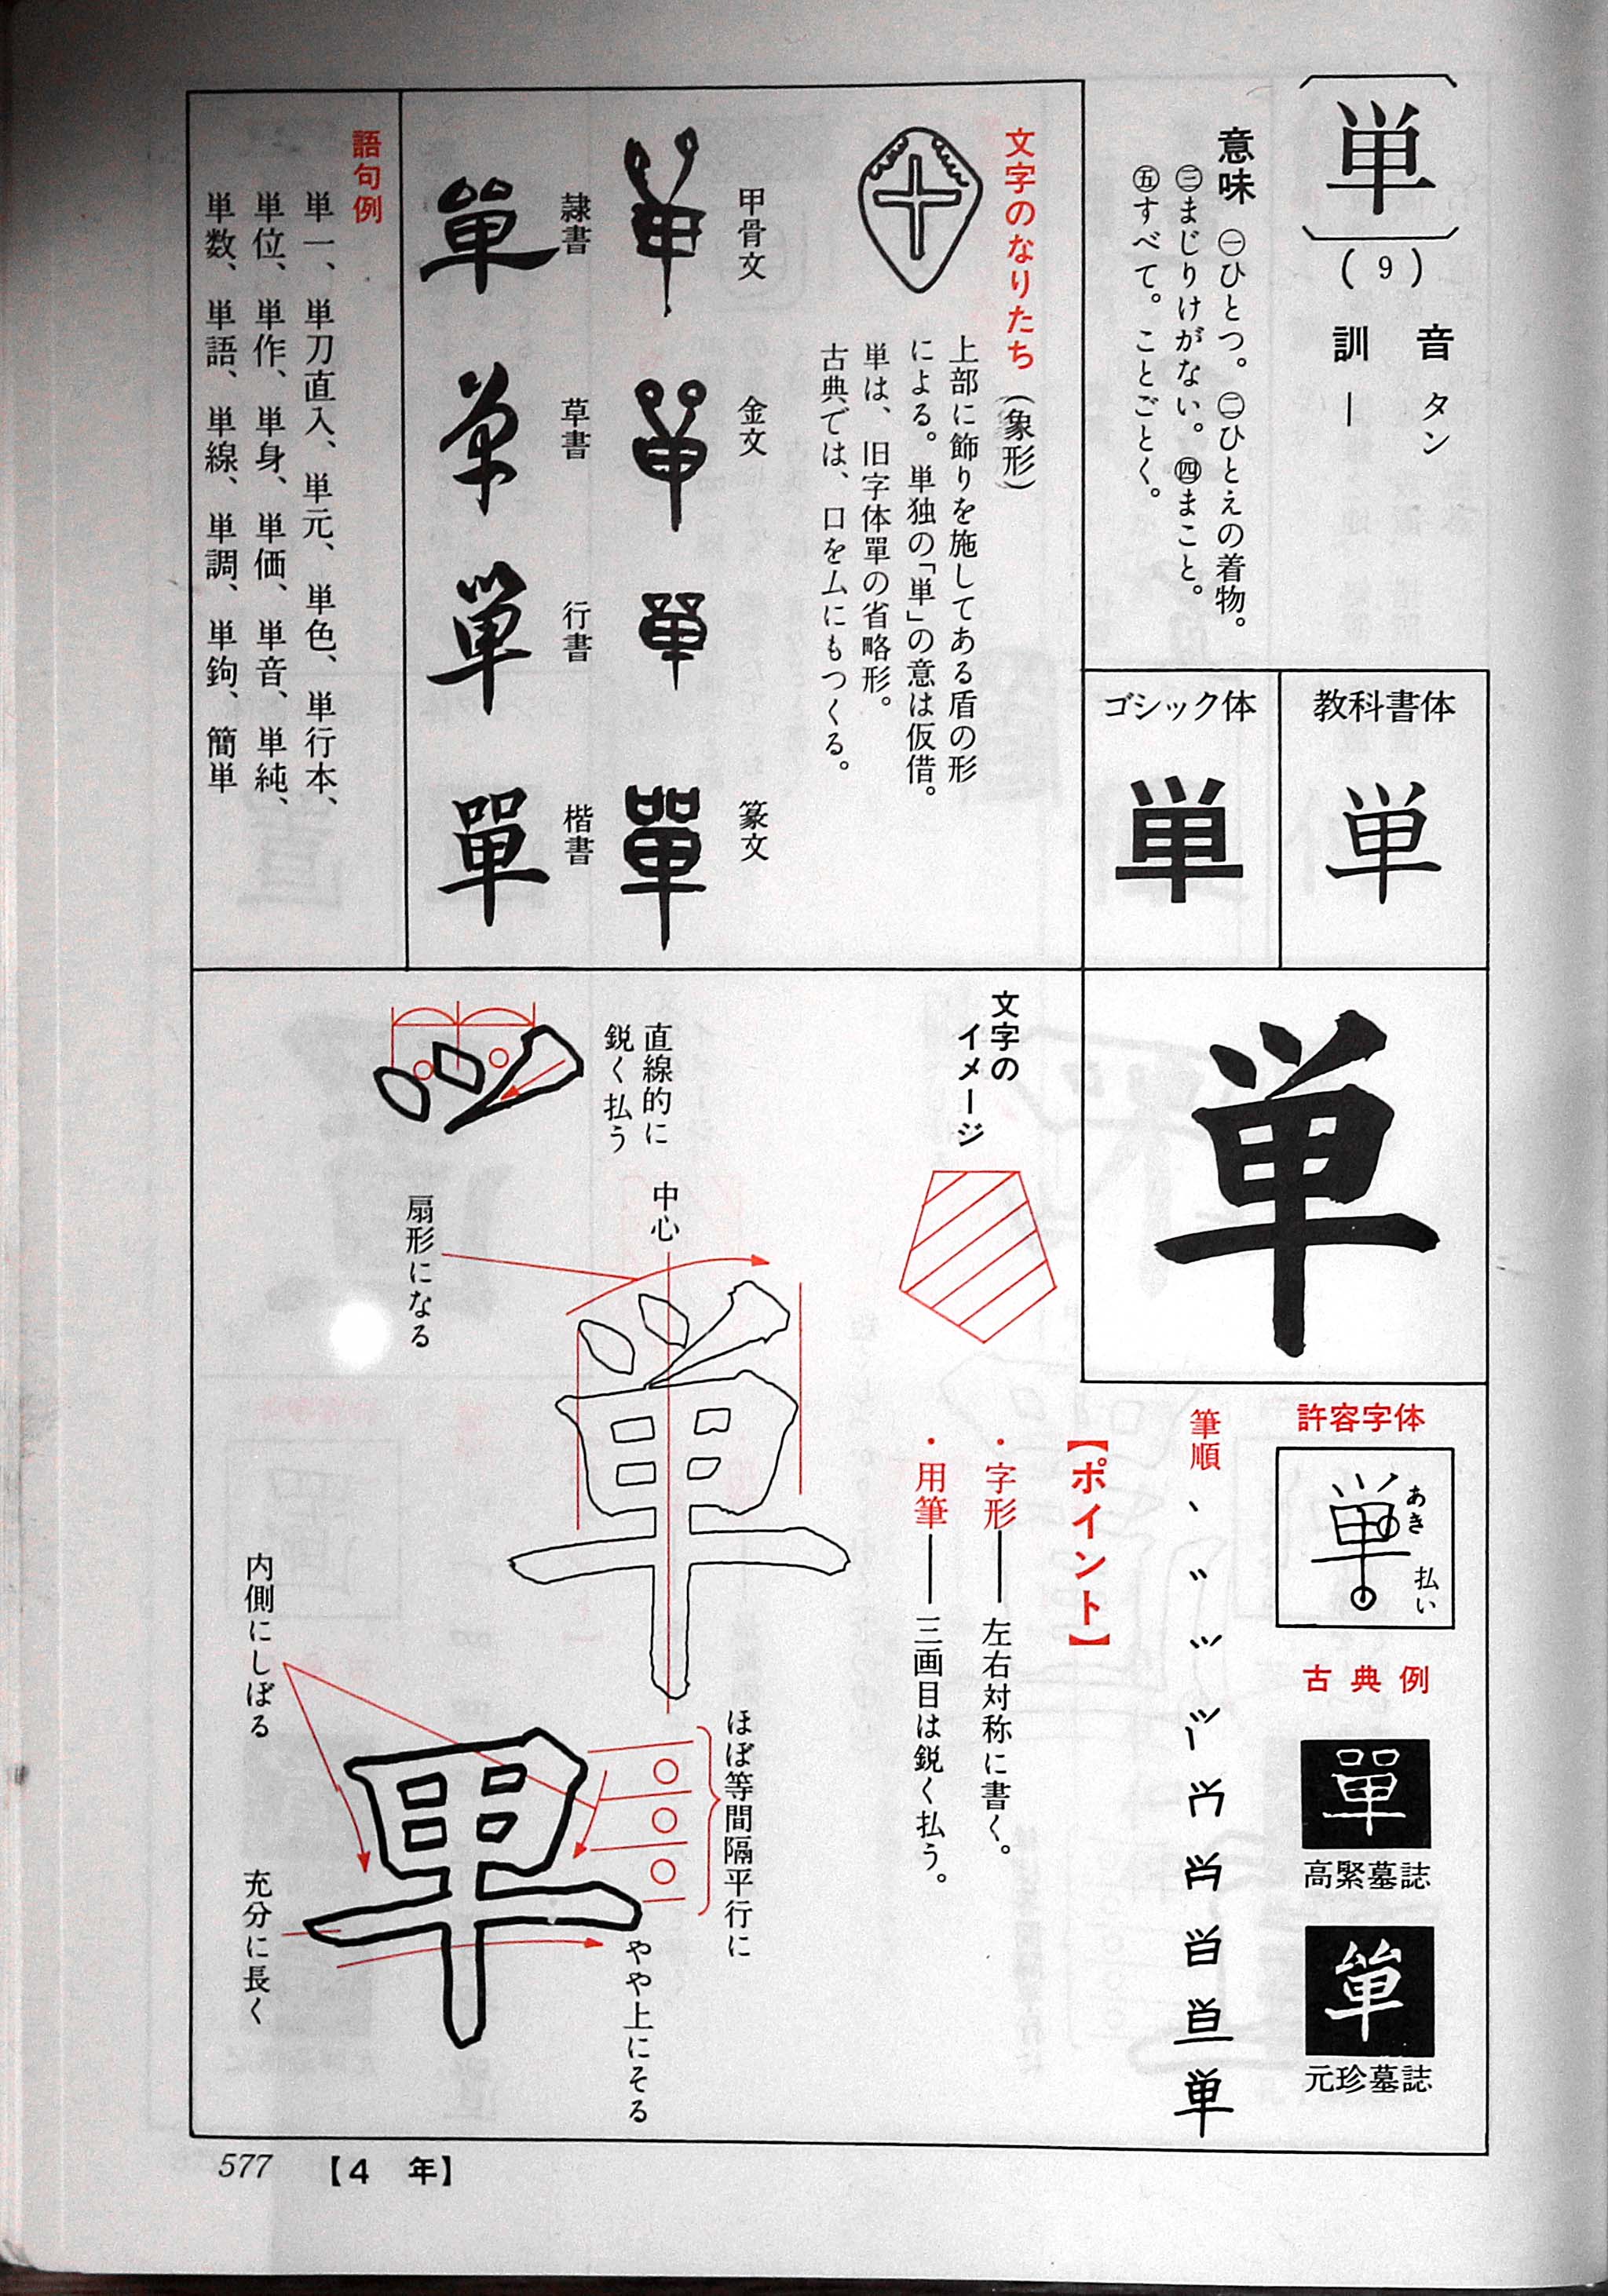 単
(9)
音 タン
訓 ―
意味 ㊀ひとつ。㊁ひとえの着物。
㊂まじりけがない。㊃まこと。
㊄すべて。ことごとく。
教科書体
単
ゴシック体
単
文字のなりたち(象形)
上部に飾りを施してある盾の形
による。単独の「単」の意は仮借。
単は、旧字体單の省略形。
古典では、口をムにもつくる。
甲骨文
金文
篆文
隷書
單
草書
単
行書
單
楷書
單
語句例
単一、単刀直入、単元、単色、単行本、
単位、単作、単身、単価、単音、単純、
単数、単語、単線、単調、単鉤、簡単
単
許容字体
単
あき
払い
古典例
單
高緊墓誌
元珍墓誌
筆順
単
【ポイント】
・字形――左右対称に書く。
・用筆――三画目は鋭く払う。
文字の
イメージ
直線的に
鋭く払う
中心
扇形になる
単
ほぼ等間隔平行に
やや上にそる
内側にしぼる
充分に長く
577
【4 年】